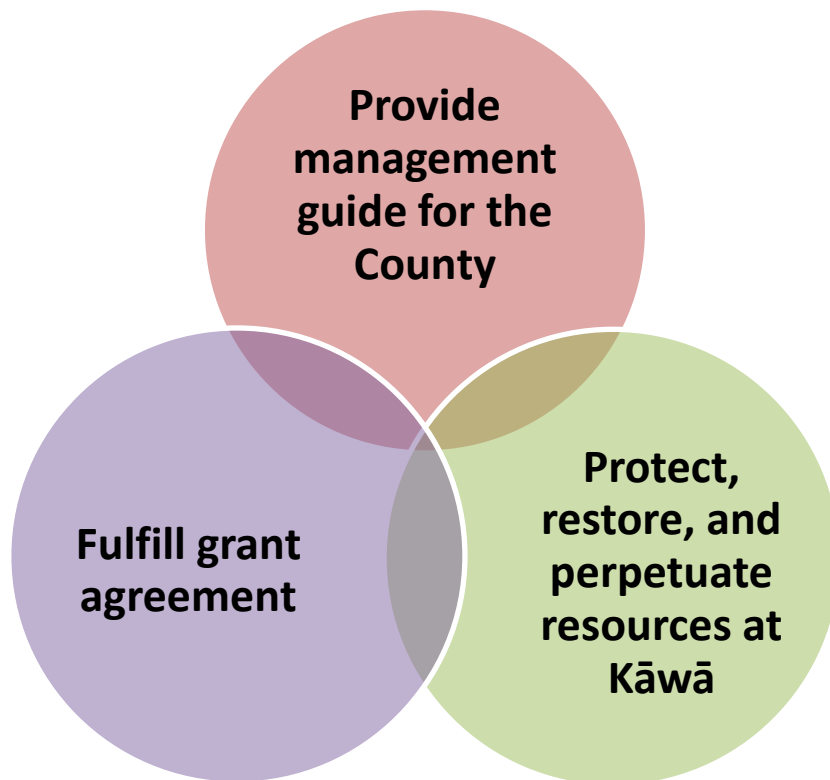 Provide
management
guide for the
County
Fulfill grant
agreement
Protect,
restore, and
perpetuate
resources at
Kāwā